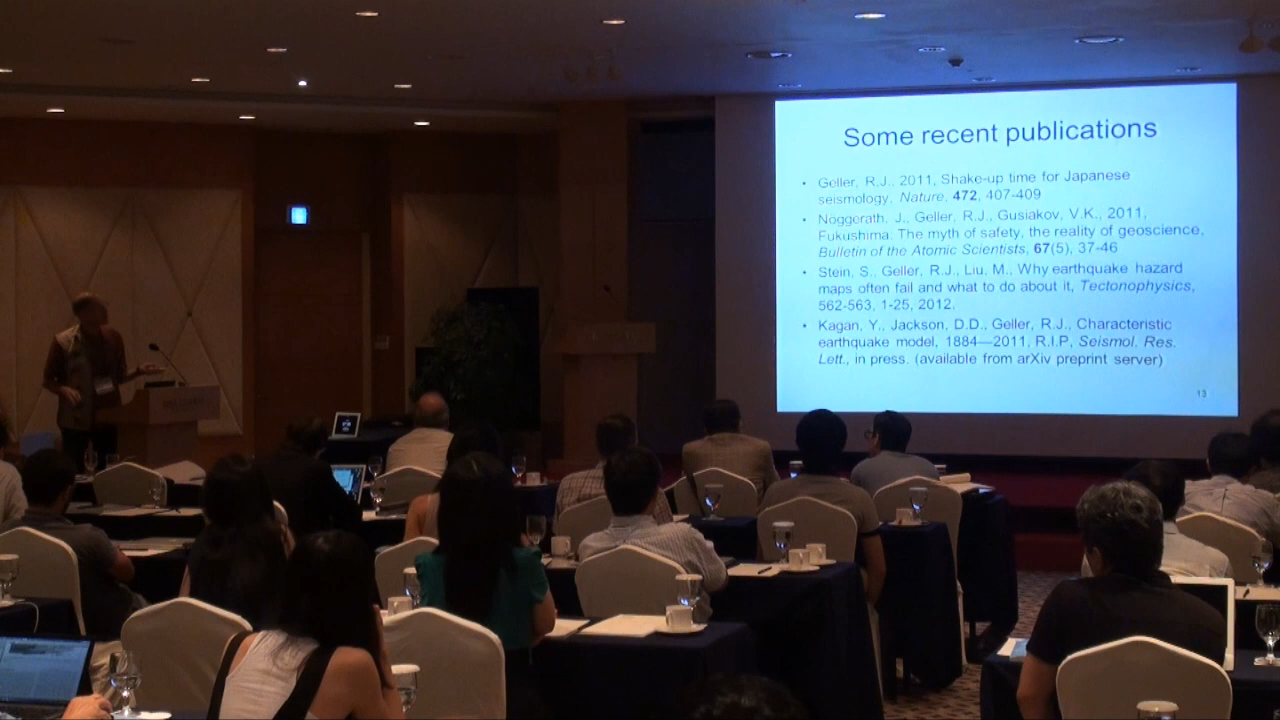 Some recent publications
• Geller, R.J., 2011, Shake-up time for Japanese
seismology, Nature, 472, 407-409
• Nöggerath, J., Geller, R.J., Gusiakov, V.K., 2011,
Fukushima: The myth of safety, the reality of geoscience,
Bulletin of the Atomic Scientists, 67(5), 37-46
• Stein, S., Geller, R.J., Liu, M., Why earthquake hazard
maps often fail and what to do about it, Tectonophysics,
562-563, 1-25, 2012.
• Kagan, Y., Jackson, D.D., Geller, R.J., Characteristic
earthquake model, 1884—2011, R.I.P, Seismol. Res.
Lett., in press. (available from arXiv preprint server)
13